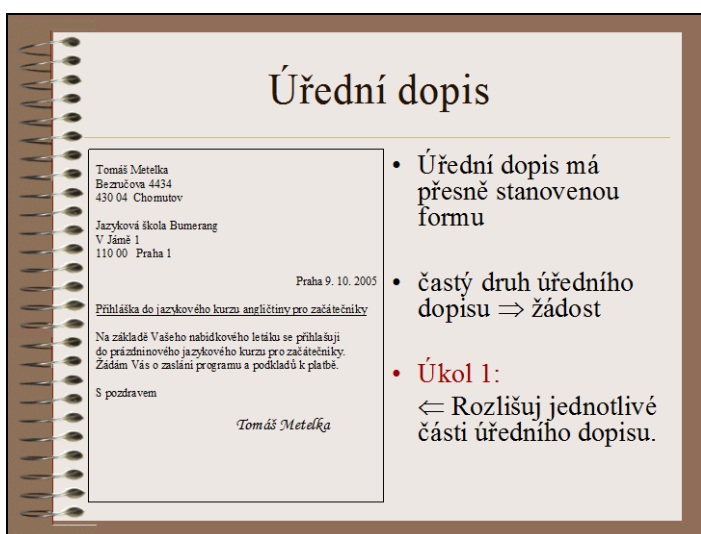 Úřední dopis
Tomáš Metelka
Bezručova 4434
430 04 Chomutov
Jazyková škola Bumerang
V Jámě 1
110 00 Praha 1
Praha 9. 10. 2005
Přihláška do jazykového kurzu angličtiny pro začátečníky
Na základě Vašeho nabídkového letáku se přihlašuji
do prázdninového jazykového kurzu pro začátečníky.
Žádám Vás o zaslání programu a podkladů k platbě.
S pozdravem
Tomáš Metelka
• Úřední dopis má
přesně stanovenou
formu
• častý druh úředního
dopisu ⇒ žádost
• Úkol 1:
⇐ Rozlišuj jednotlivé
části úředního dopisu.